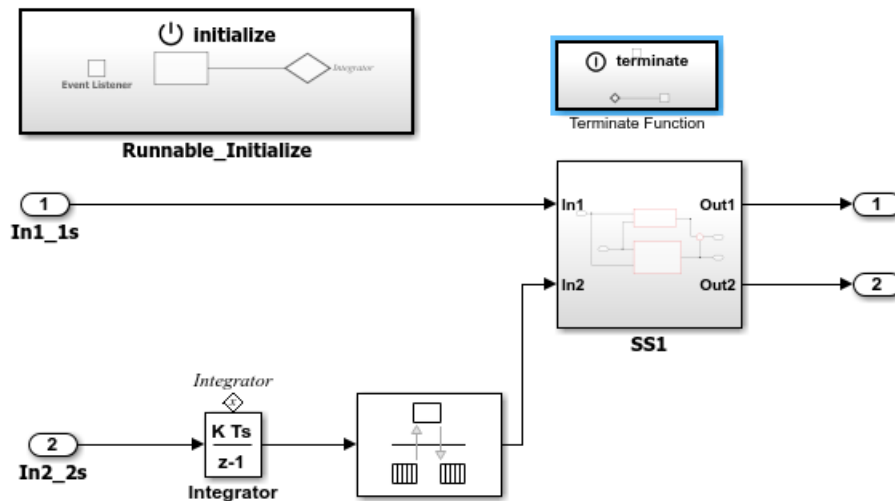 initialize
Event Listener
Integrator
Runnable_Initialize
terminate
Terminate Function
1
In1_1s
In1
Out1
1
In2
Out2
2
SS1
Integrator
x
2
In2_2s
K Ts
z-1
Integrator